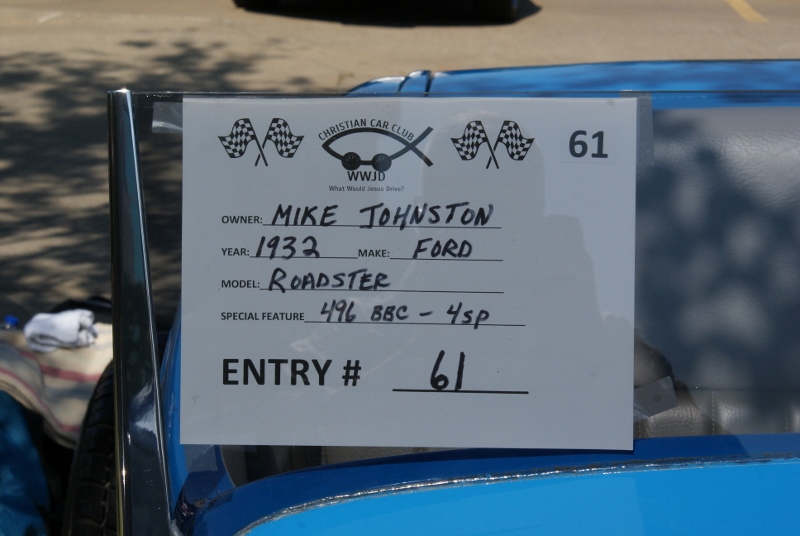 CHRISTIAN CAR CLUB
61
WWJD
What Would Jesus Drive?
OWNER: MIKE JOHNSTON
YEAR: 1932 MAKE: FORD
MODEL: ROADSTER
SPECIAL FEATURE 496 BBC - 4SP
ENTRY # 61